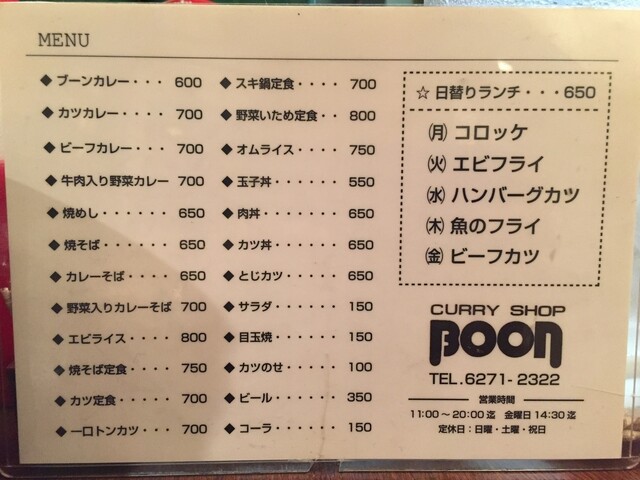 MENU
◆ ブーンカレー・・・ 600
◆ カツカレー・・・・ 700
◆ ビーフカレー・・・ 700
◆ 牛肉入り野菜カレー 700
◆ 焼めし・・・・・・ 650
◆ 焼そば・・・・・・ 650
◆ カレーそば・・・・ 650
◆ 野菜入りカレーそば 700
◆ エビライス・・・・ 800
◆ 焼そば定食・・・・ 750
◆ カツ定食・・・・・ 700
◆ 一口トンカツ・・・ 700
◆ スキ鍋定食・・・・ 700
◆ 野菜いため定食・・ 800
◆ オムライス・・・・ 750
◆ 玉子丼・・・・・・ 550
◆ 肉丼・・・・・・・ 650
◆ カツ丼・・・・・・ 650
◆ とじカツ・・・・・ 650
◆ サラダ・・・・・・ 150
◆ 目玉焼・・・・・・ 150
◆ カツのせ・・・・・ 100
◆ ビール・・・・・・ 350
◆ コーラ・・・・・・ 150
☆ 日替りランチ・・・650
㈪ コロッケ
㈫ エビフライ
㈬ ハンバーグカツ
㈭ 魚のフライ
㈮ ビーフカツ
CURRY SHOP
BOON
TEL.6271-2322
営業時間
11:00～20:00迄 金曜日14:30迄
定休日：日曜・土曜・祝日